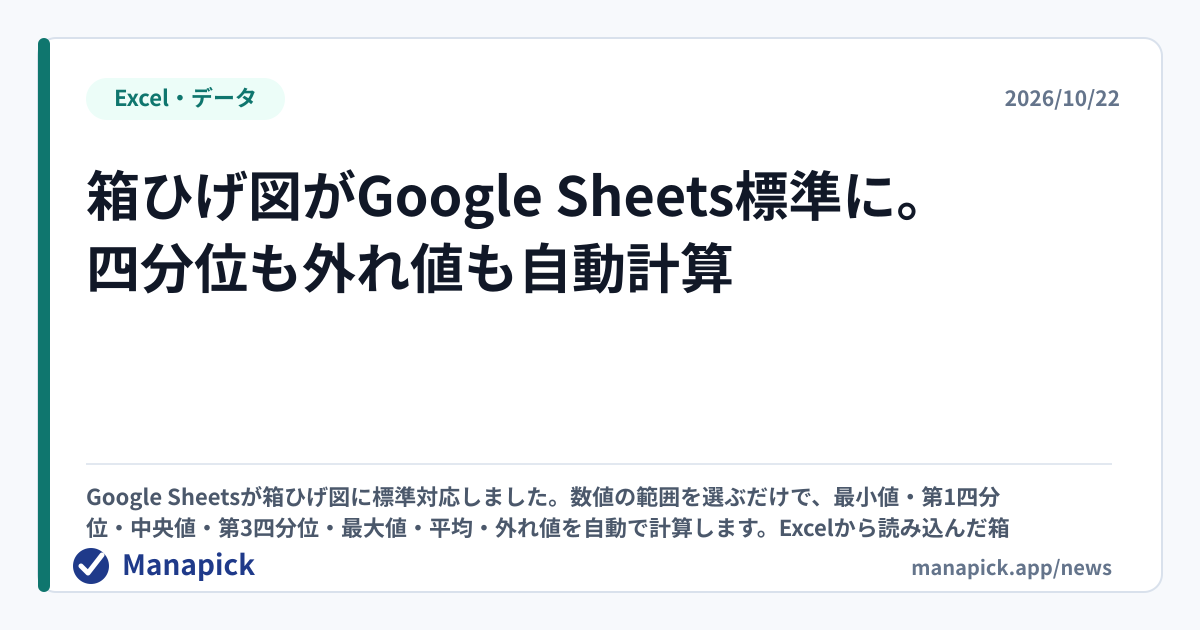 Excel・データ
2026/10/22
箱ひげ図がGoogle Sheets標準に。
四分位も外れ値も自動計算
Google Sheetsが箱ひげ図に標準対応しました。数値の範囲を選ぶだけで、最小値・第1四分
位・中央値・第3四分位・最大値・平均・外れ値を自動で計算します。Excelから読み込んだ箱
Manapick
manapick.app/news